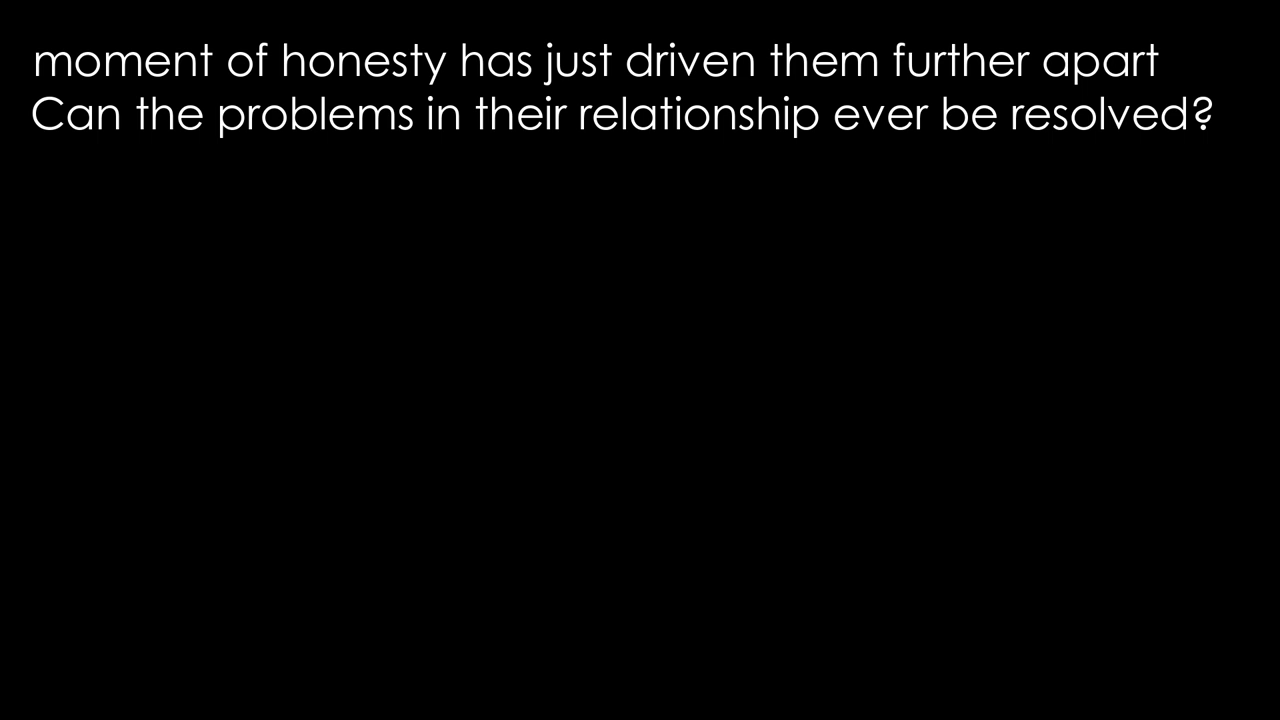 moment of honesty has just driven them further apart
Can the problems in their relationship ever be resolved?